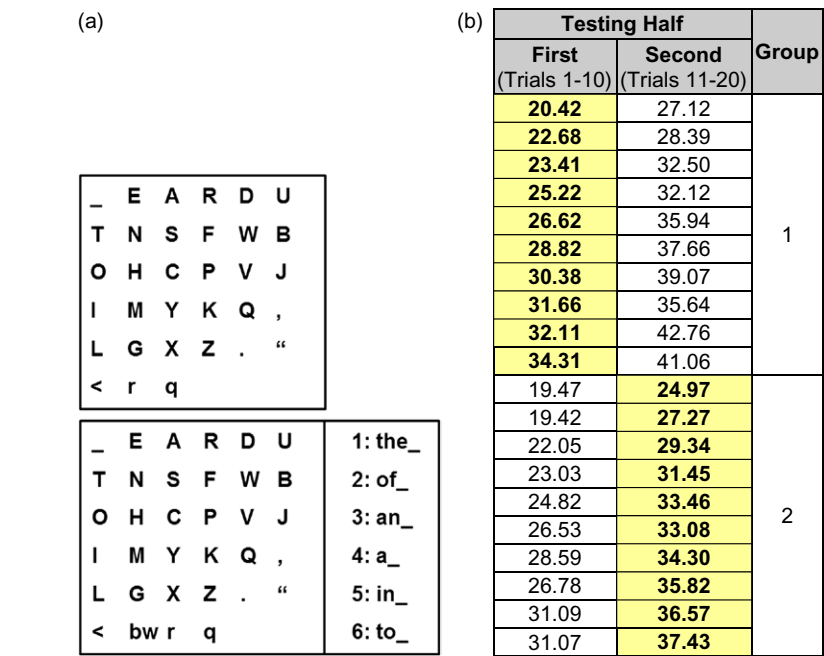 (a)
_ E A R D U
T N S F W B
O H C P V J
I M Y K Q ,
L G X Z . “
< r q
_ E A R D U 1: the_
T N S F W B 2: of_
O H C P V J 3: an_
I M Y K Q , 4: a_
L G X Z . “ 5: in_
< bw r q 6: to_
(b)
Testing Half Group
First Second
(Trials 1-10) (Trials 11-20)
20.42 27.12
22.68 28.39
23.41 32.50
25.22 32.12
26.62 35.94
28.82 37.66
1
30.38 39.07
31.66 35.64
32.11 42.76
34.31 41.06
19.47 24.97
19.42 27.27
22.05 29.34
23.03 31.45
24.82 33.46
2
26.53 33.08
28.59 34.30
26.78 35.82
31.09 36.57
31.07 37.43